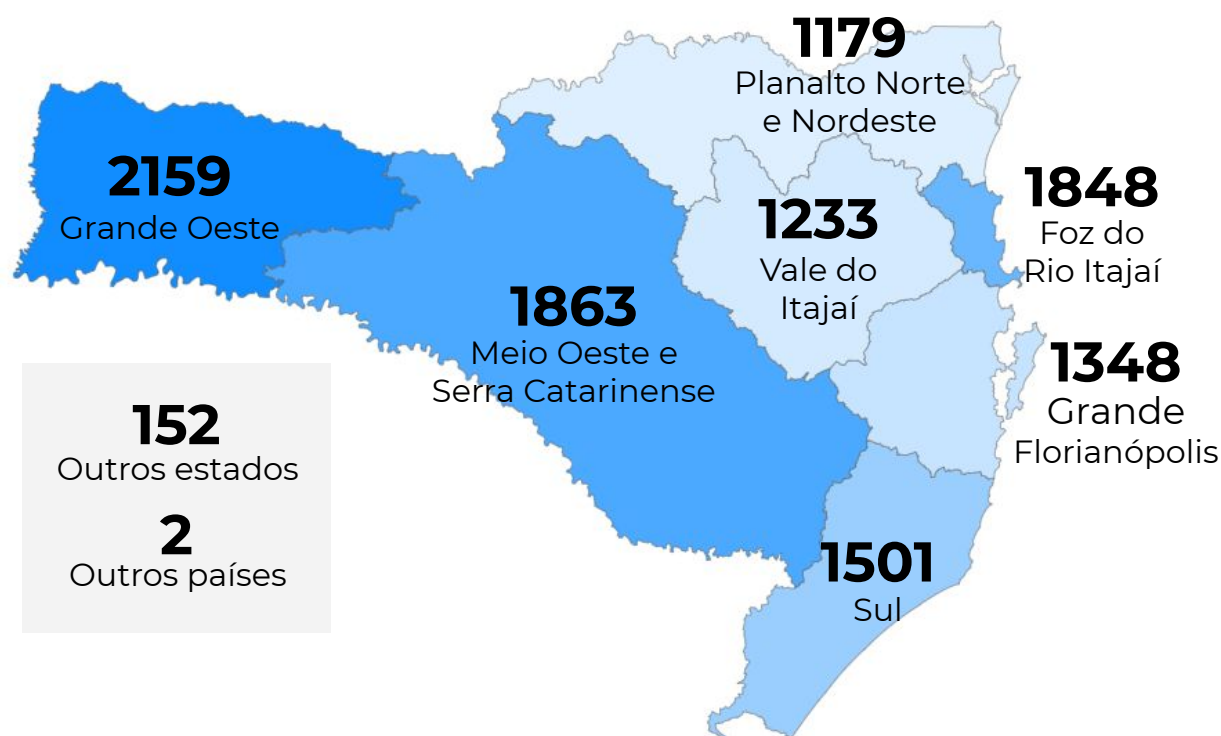 1179
Planalto Norte
e Nordeste
2159
Grande Oeste
1848
Foz do
Rio Itajaí
1233
Vale do
Itajaí
1863
Meio Oeste e
Serra Catarinense
1348
Grande
Florianópolis
152
Outros estados
2
Outros países
1501
Sul